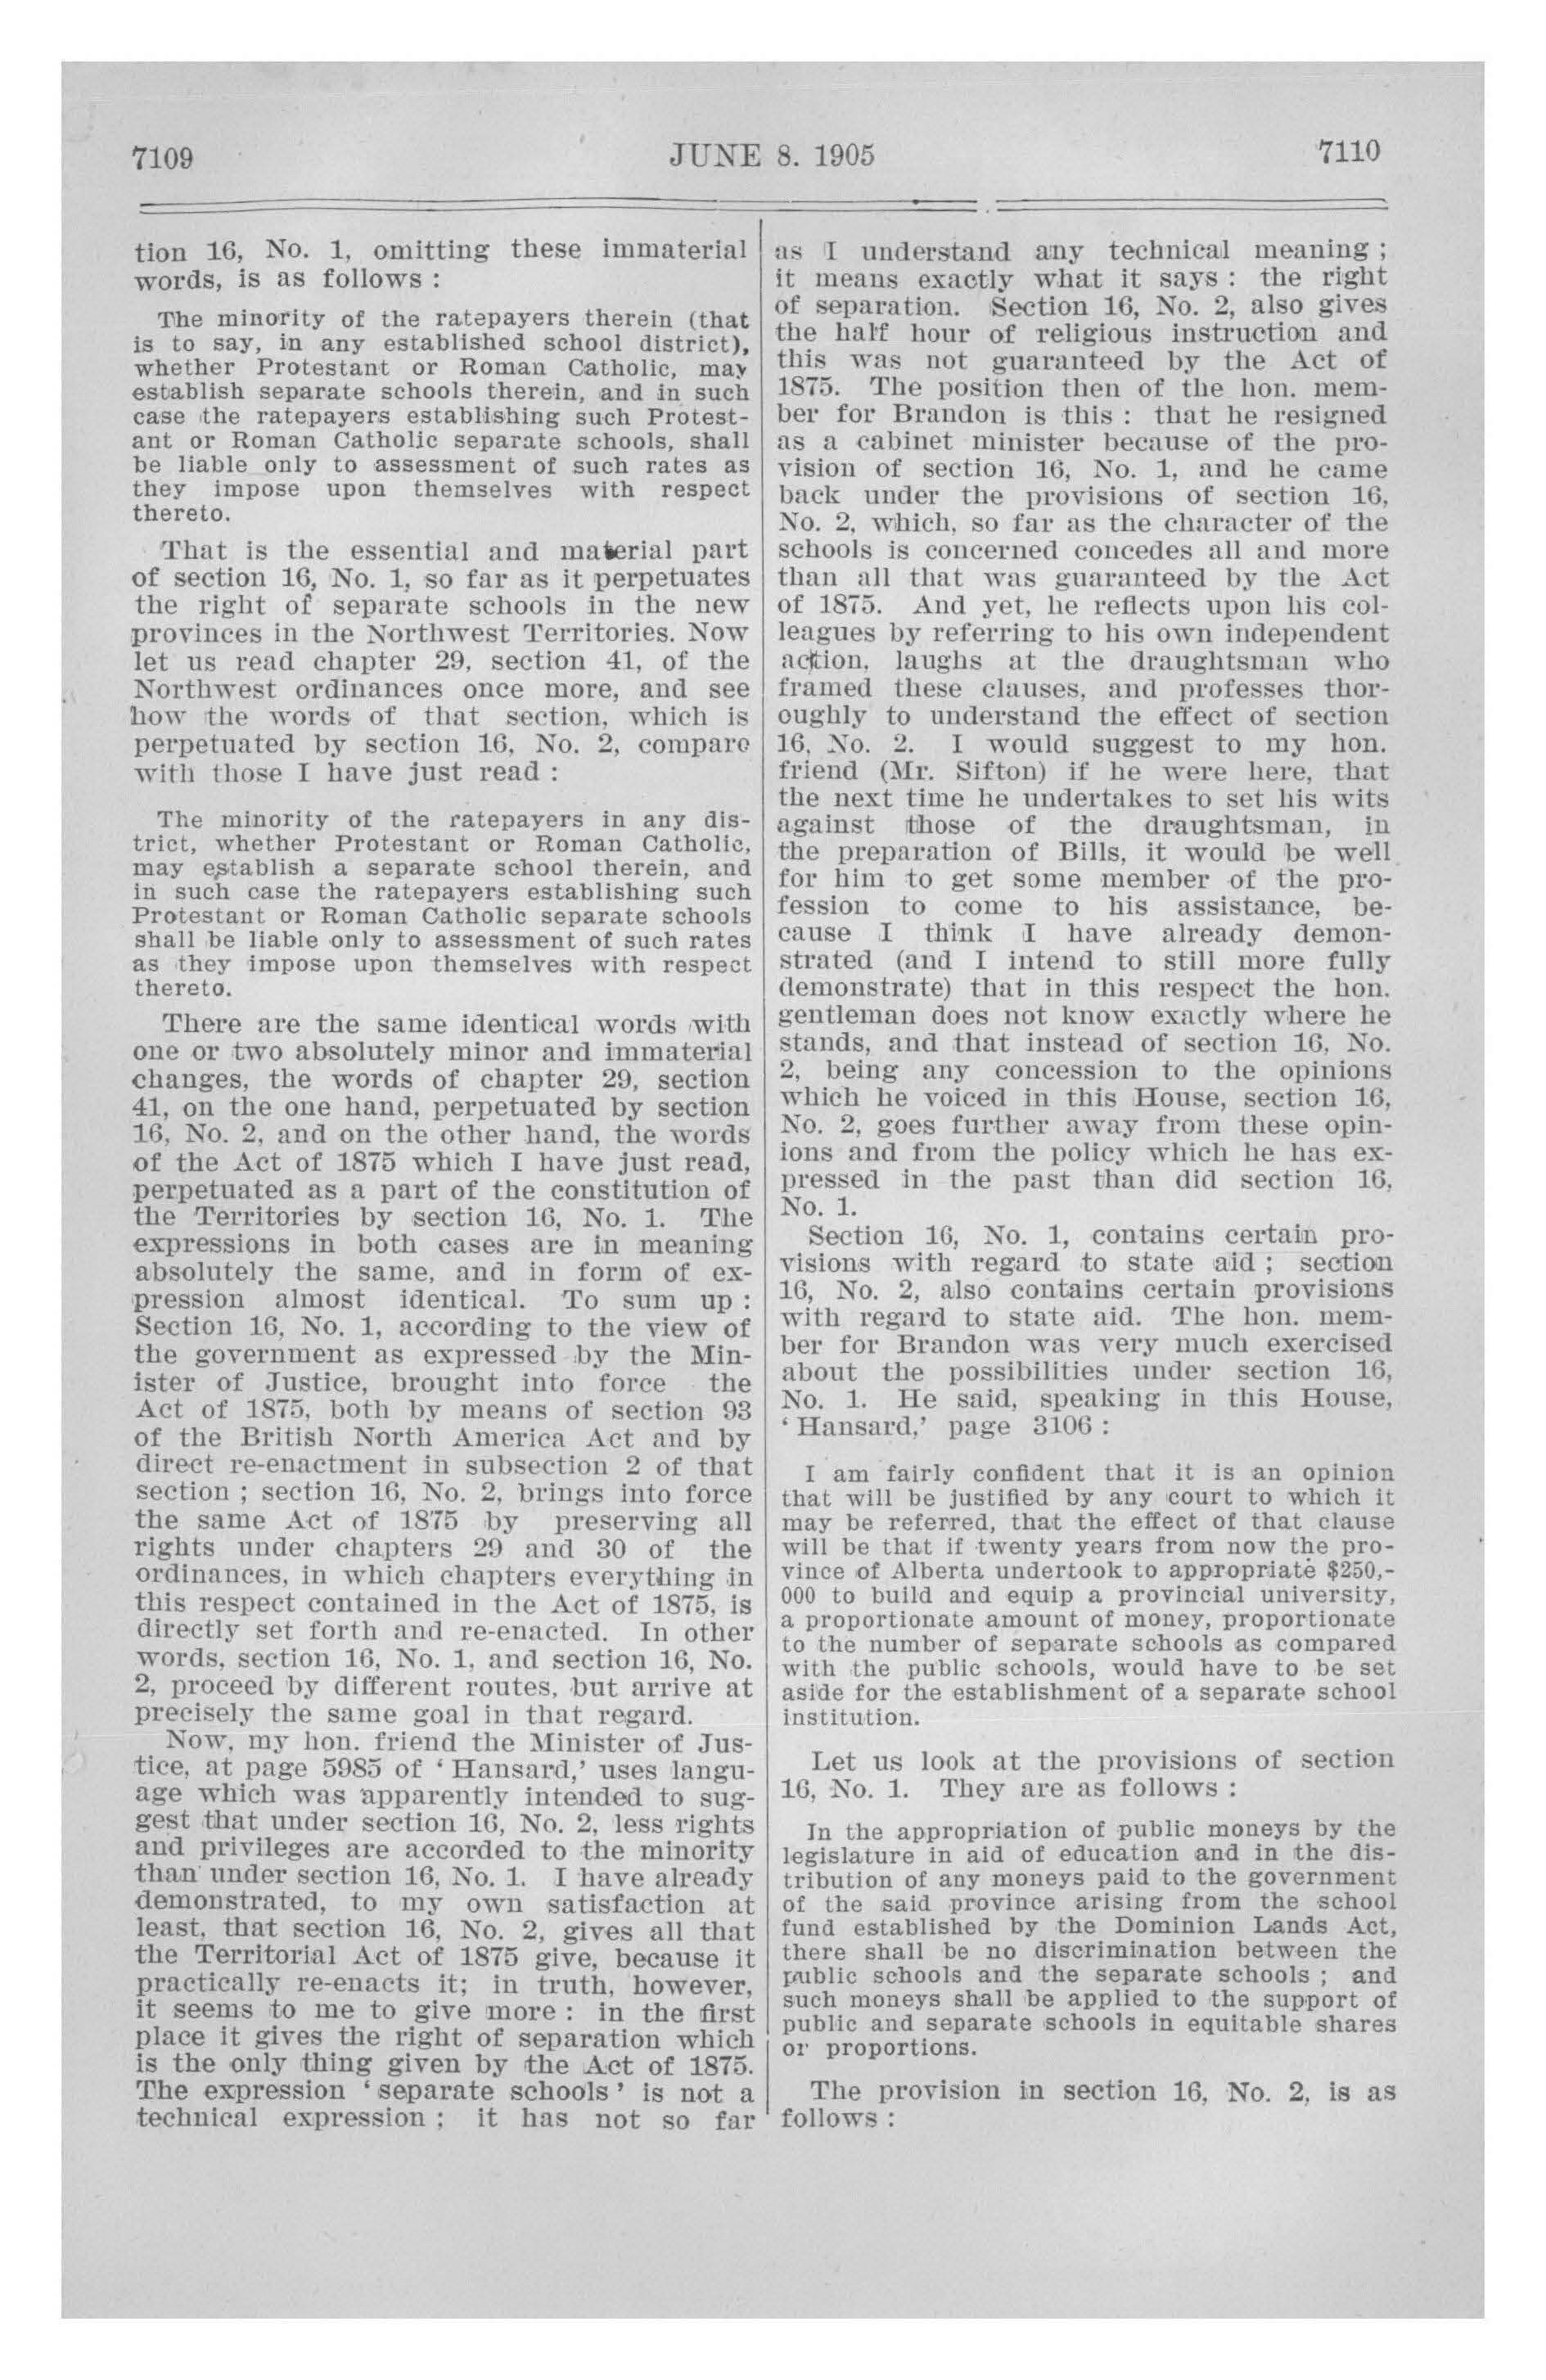 7109
JUNE 8. 1905
7110
tion 16, No. 1, omitting these immaterial
words, is as follows :
The minority of the ratepayers therein (that
is to say, in any established school district),
whether Protestant or Roman Catholic, may
establish separate schools therein, and in such
case the ratepayers establishing such Protest-
ant or Roman Catholic separate schools, shall
be liable only to assessment of such rates as
they impose upon themselves with respect
thereto.
That is the essential and material part
of section 16, No. 1, so far as it perpetuates
the right of separate schools in the new
provinces in the Northwest Territories. Now
let us read chapter 29, section 41, of the
Northwest ordinances once more, and see
how the words of that section, which is
perpetuated by section 16, No. 2, compare
with those I have just read :
The minority of the ratepayers in any dis-
trict, whether Protestant or Roman Catholic,
may establish a separate school therein, and
in such case the ratepayers establishing such
Protestant or Roman Catholic separate schools
shall be liable only to assessment of such rates
as they impose upon themselves with respect
thereto.
There are the same identical words with
one or two absolutely minor and immaterial
changes, the words of chapter 29, section
41, on the one hand, perpetuated by section
16, No. 2, and on the other hand, the words
of the Act of 1875 which I have just read,
perpetuated as a part of the constitution of
the Territories by section 16, No. 1. The
expressions in both cases are in meaning
absolutely the same, and in form of ex-
pression almost identical. To sum up :
Section 16, No. 1, according to the view of
the government as expressed by the Min-
ister of Justice, brought into force the
Act of 1875, both by means of section 93
of the British North America Act and by
direct re-enactment in subsection 2 of that
section ; section 16, No. 2, brings into force
the same Act of 1875 by preserving all
rights under chapters 29 and 30 of the
ordinances, in which chapters everything in
this respect contained in the Act of 1875, is
directly set forth and re-enacted. In other
words, section 16, No. 1, and section 16, No.
2, proceed by different routes, but arrive at
precisely the same goal in that regard.
Now, my hon. friend the Minister of Jus-
tice, at page 5985 of ‘ Hansard,’ uses langu-
age which was apparently intended to sug-
gest that under section 16, No. 2, less rights
and privileges are accorded to the minority
than under section 16, No. 1. I have already
demonstrated, to my own satisfaction at
least, that section 16, No. 2, gives all that
the Territorial Act of 1875 give, because it
practically re-enacts it; in truth, however,
it seems to me to give more : in the first
place it gives the right of separation which
is the only thing given by the Act of 1875.
The expression ‘ separate schools ’ is not a
technical expression ; it has not so far
as I understand any technical meaning ;
it means exactly what it says : the right
of separation. Section 16, No. 2, also gives
the half hour of religious instruction and
this was not guaranteed by the Act of
1875. The position then of the hon. mem-
ber for Brandon is this : that he resigned
as a cabinet minister because of the pro-
vision of section 16, No. 1, and he came
back under the provisions of section 16,
No. 2, which, so far as the character of the
schools is concerned concedes all and more
than all that was guaranteed by the Act
of 1875. And yet, he reflects upon his col-
leagues by referring to his own independent
action, laughs at the draughtsman who
framed these clauses, and professes thor-
oughly to understand the effect of section
16, No. 2. I would suggest to my hon.
friend (Mr. Sifton) if he were here, that
the next time he undertakes to set his wits
against those of the draughtsman, in
the preparation of Bills, it would be well
for him to get some member of the pro-
fession to come to his assistance, be-
cause I think I have already demon-
strated (and I intend to still more fully
demonstrate) that in this respect the hon.
gentleman does not know exactly where he
stands, and that instead of section 16, No.
2, being any concession to the opinions
which he voiced in this House, section 16,
No. 2, goes further away from these opin-
ions and from the policy which he has ex-
pressed in the past than did section 16,
No. 1.
Section 16, No. 1, contains certain pro-
visions with regard to state aid ; section
16, No. 2, also contains certain provisions
with regard to state aid. The hon. mem-
ber for Brandon was very much exercised
about the possibilities under section 16,
No. 1. He said, speaking in this House,
‘ Hansard,’ page 3106 :
I am fairly confident that it is an opinion
that will be justified by any court to which it
may be referred, that the effect of that clause
will be that if twenty years from now the pro-
vince of Alberta undertook to appropriate $250,-
000 to build and equip a provincial university,
a proportionate amount of money, proportionate
to the number of separate schools as compared
with the public schools, would have to be set
aside for the establishment of a separate school
institution.
Let us look at the provisions of section
16, No. 1. They are as follows :
In the appropriation of public moneys by the
legislature in aid of education and in the dis-
tribution of any moneys paid to the government
of the said province arising from the school
fund established by the Dominion Lands Act,
there shall be no discrimination between the
public schools and the separate schools ; and
such moneys shall be applied to the support of
public and separate schools in equitable shares
or proportions.
The provision in section 16, No. 2, is as
follows :